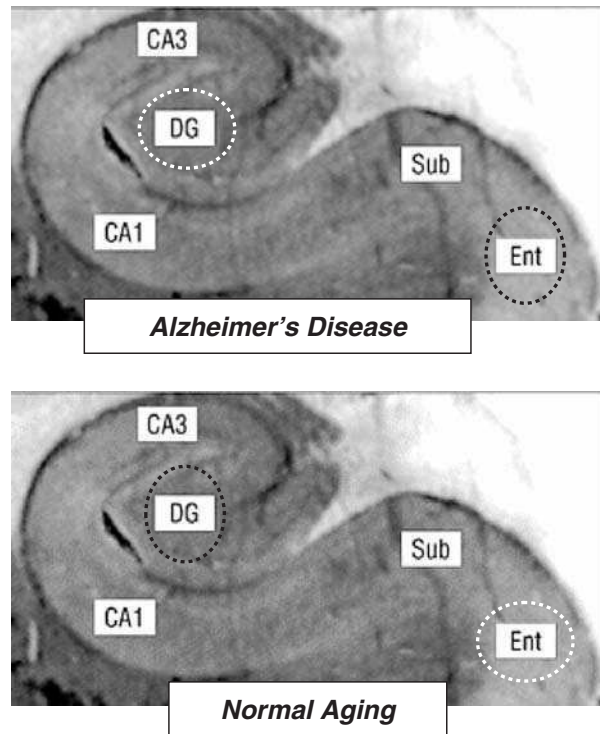 CA3
DG
Sub
CA1
Ent
Alzheimer's Disease
CA3
DG
Sub
CA1
Ent
Normal Aging